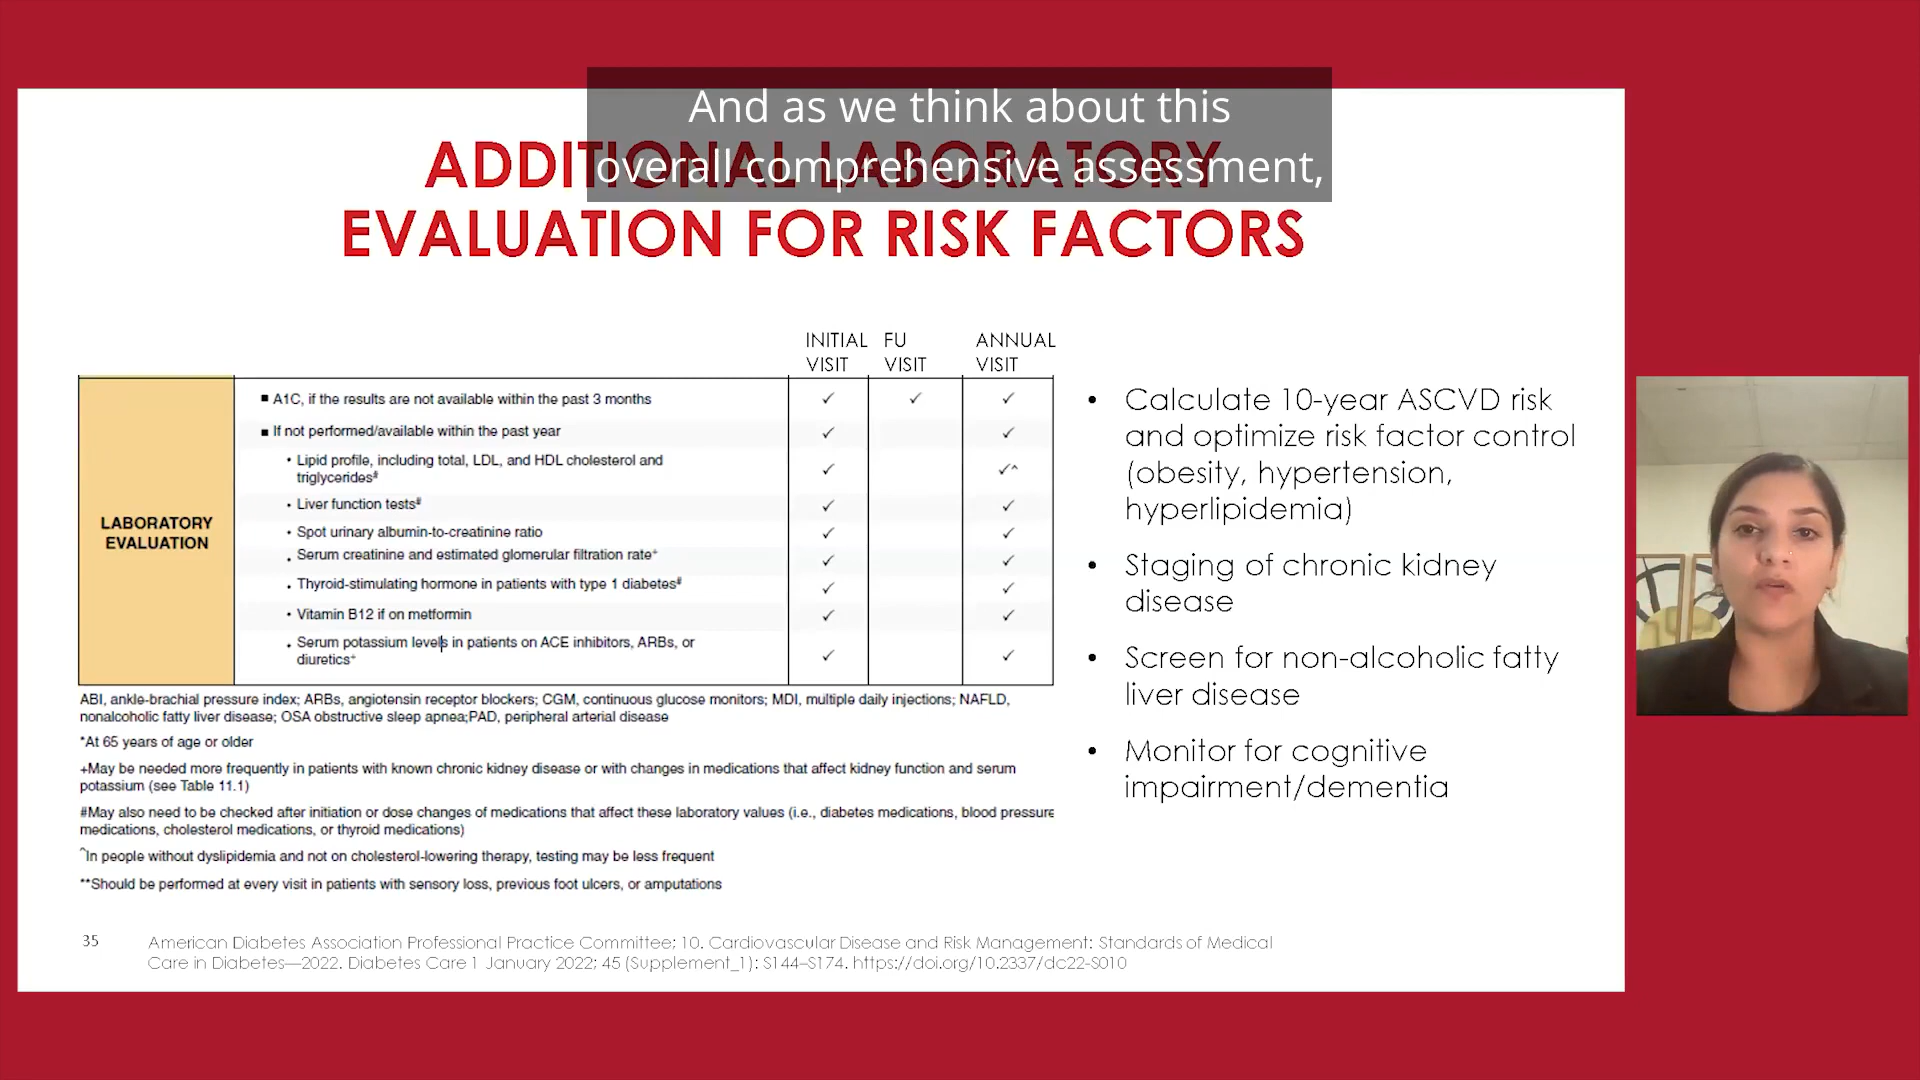 And as we think about this
overall comprehensive assessment,
ADDITIONAL LABORATORY
EVALUATION FOR RISK FACTORS
INITIAL VISIT
FU VISIT
ANNUAL VISIT
LABORATORY
EVALUATION
■ A1C, if the results are not available within the past 3 months ✓ ✓ ✓
■ If not performed/available within the past year ✓ ✓
• Lipid profile, including total, LDL, and HDL cholesterol and
triglycerides# ✓ ✓^
• Liver function tests# ✓ ✓
• Spot urinary albumin-to-creatinine ratio ✓ ✓
• Serum creatinine and estimated glomerular filtration rate+ ✓ ✓
• Thyroid-stimulating hormone in patients with type 1 diabetes# ✓ ✓
• Vitamin B12 if on metformin ✓ ✓
• Serum potassium levels in patients on ACE inhibitors, ARBs, or
diuretics+ ✓ ✓
ABI, ankle-brachial pressure index; ARBs, angiotensin receptor blockers; CGM, continuous glucose monitors; MDI, multiple daily injections; NAFLD,
nonalcoholic fatty liver disease; OSA obstructive sleep apnea;PAD, peripheral arterial disease
*At 65 years of age or older
+May be needed more frequently in patients with known chronic kidney disease or with changes in medications that affect kidney function and serum
potassium (see Table 11.1)
#May also need to be checked after initiation or dose changes of medications that affect these laboratory values (i.e., diabetes medications, blood pressure
medications, cholesterol medications, or thyroid medications)
^In people without dyslipidemia and not on cholesterol-lowering therapy, testing may be less frequent
**Should be performed at every visit in patients with sensory loss, previous foot ulcers, or amputations
• Calculate 10-year ASCVD risk
and optimize risk factor control
(obesity, hypertension,
hyperlipidemia)
• Staging of chronic kidney
disease
• Screen for non-alcoholic fatty
liver disease
• Monitor for cognitive
impairment/dementia
35
American Diabetes Association Professional Practice Committee; 10. Cardiovascular Disease and Risk Management: Standards of Medical
Care in Diabetes—2022. Diabetes Care 1 January 2022; 45 (Supplement_1): S144–S174. https://doi.org/10.2337/dc22-S010